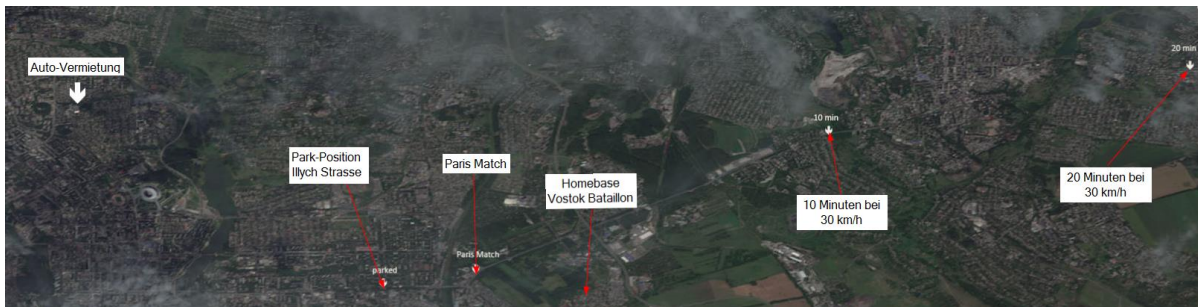 20 min
Auto-Vermietung
10 min
Park-Position
Illych Strasse
Paris Match
Homebase
Vostok Bataillon
10 Minuten bei
30 km/h
20 Minuten bei
30 km/h
Paris Match
parked